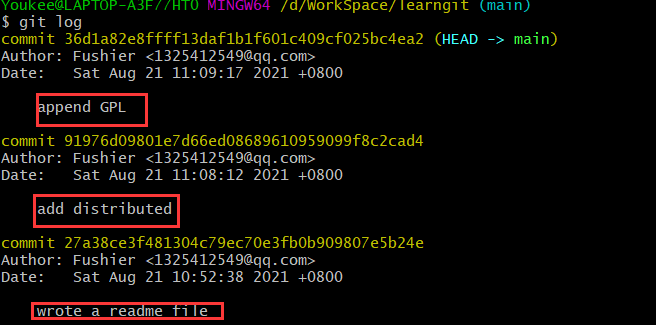 Youkee@LAPTOP-A3F77HT0 MINGW64 /d/WorkSpace/learngit (main)
$ git log
commit 36d1a82e8ffff13daf1b1f601c409cf025bc4ea2 (HEAD -> main)
Author: Fushier <1325412549@qq.com>
Date: Sat Aug 21 11:09:17 2021 +0800
append GPL
commit 91976d09801e7d66ed08689610959099f8c2cad4
Author: Fushier <1325412549@qq.com>
Date: Sat Aug 21 11:08:12 2021 +0800
add distributed
commit 27a38ce3f481304c79ec70e3fb0b909807e5b24e
Author: Fushier <1325412549@qq.com>
Date: Sat Aug 21 10:52:38 2021 +0800
wrote a readme file